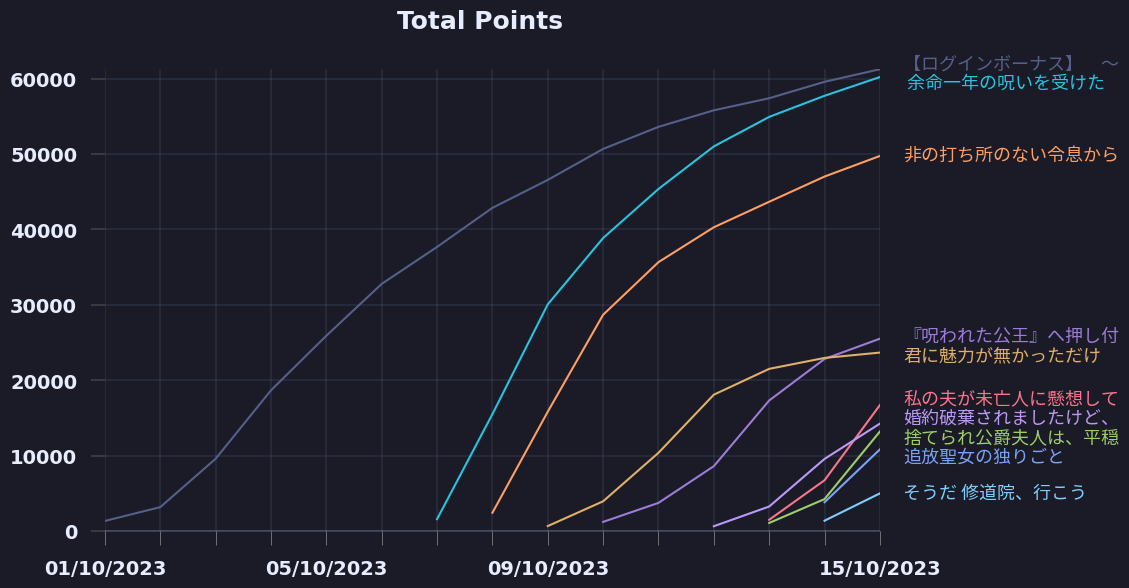 Total Points
60000
50000
40000
30000
20000
10000
0
01/10/2023
05/10/2023
09/10/2023
15/10/2023
【ログインボーナス】　～
余命一年の呪いを受けた
非の打ち所のない令息から
『呪われた公王』へ押し付
君に魅力が無かっただけ
私の夫が未亡人に懸想して
婚約破棄されましたけど、
捨てられ公爵夫人は、平穏
追放聖女の独りごと
そうだ 修道院、行こう